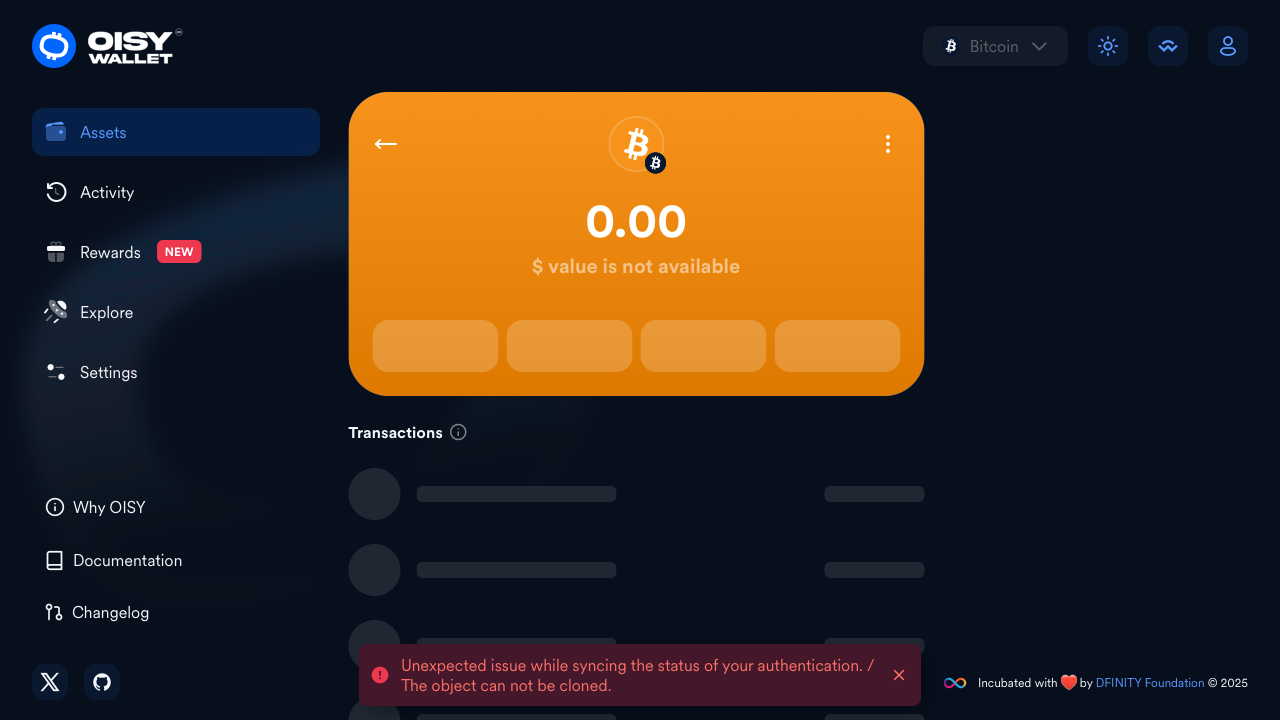 OISY
WALLET
Bitcoin
Assets
Activity
Rewards
NEW
Explore
Settings
Why OISY
Documentation
Changelog
0.00
$ value is not available
Transactions
Unexpected issue while syncing the status of your authentication. /
The object can not be cloned.
Incubated with ❤️ by DFINITY Foundation © 2025